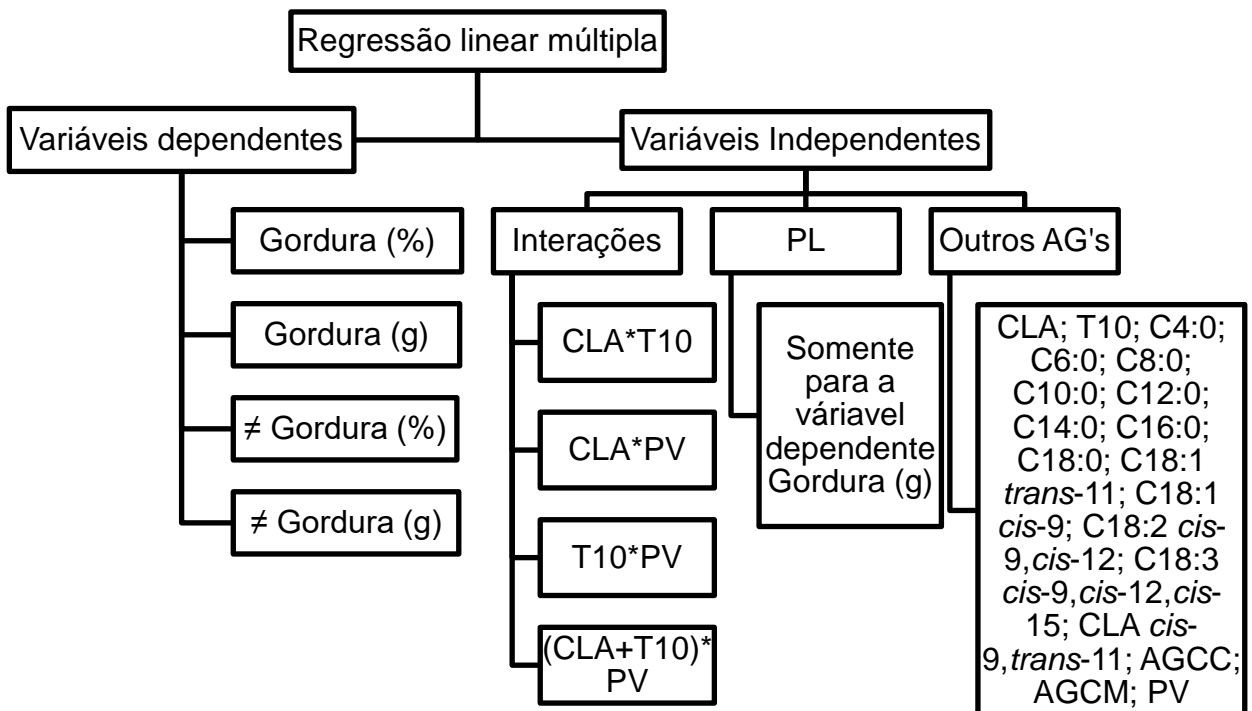 Regressão linear múltipla
Variáveis dependentes
Gordura (%)
Gordura (g)
≠ Gordura (%)
≠ Gordura (g)
Variáveis Independentes
Interações
CLA*T10
CLA*PV
T10*PV
(CLA+T10)*
PV
PL
Somente
para a
váriavel
dependente
Gordura (g)
Outros AG's
CLA; T10; C4:0;
C6:0; C8:0;
C10:0; C12:0;
C14:0; C16:0;
C18:0; C18:1
trans-11; C18:1
cis-9; C18:2 cis-
9,cis-12; C18:3
cis-9,cis-12,cis-
15; CLA cis-
9,trans-11; AGCC;
AGCM; PV